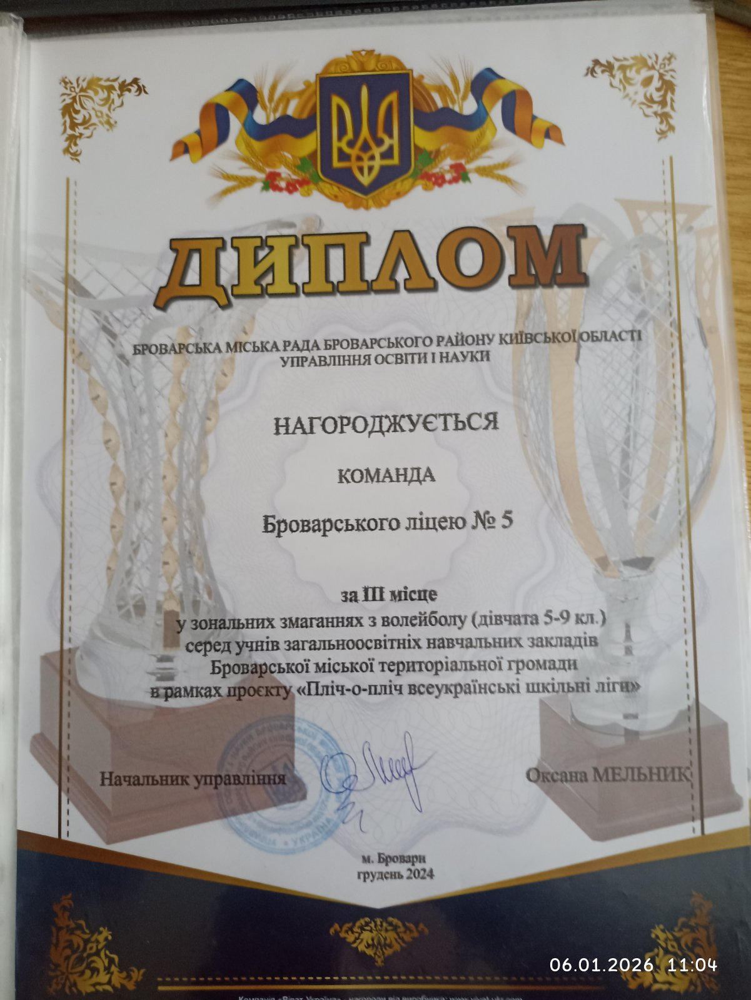 ДИПЛОМ
БРОВАРСЬКА МІСЬКА РАДА БРОВАРСЬКОГО РАЙОНУ КИЇВСЬКОЇ ОБЛАСТІ
УПРАВЛІННЯ ОСВІТИ І НАУКИ
НАГОРОДЖУЄТЬСЯ
КОМАНДА
Броварського ліцею № 5
за ІІІ місце
у зональних змаганнях з волейболу (дівчата 5-9 кл.)
серед учнів загальноосвітніх навчальних закладів
Броварської міської територіальної громади
в рамках проєкту «Пліч-о-пліч всеукраїнські шкільні ліги»
Начальник управління
Оксана МЕЛЬНИК
УКРАЇНА
м. Бровари
грудень 2024
06.01.2026 11:04